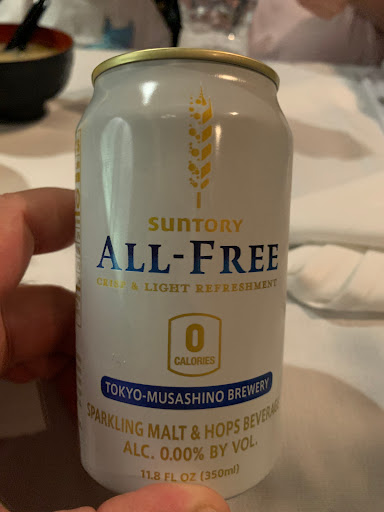 SUNTORY
ALL-FREE
CRISP & LIGHT REFRESHMENT
0
CALORIES
TOKYO-MUSASHINO BREWERY
SPARKLING MALT & HOPS BEVERAGE
ALC. 0.00% BY VOL.
11.8 FL OZ (350ml)